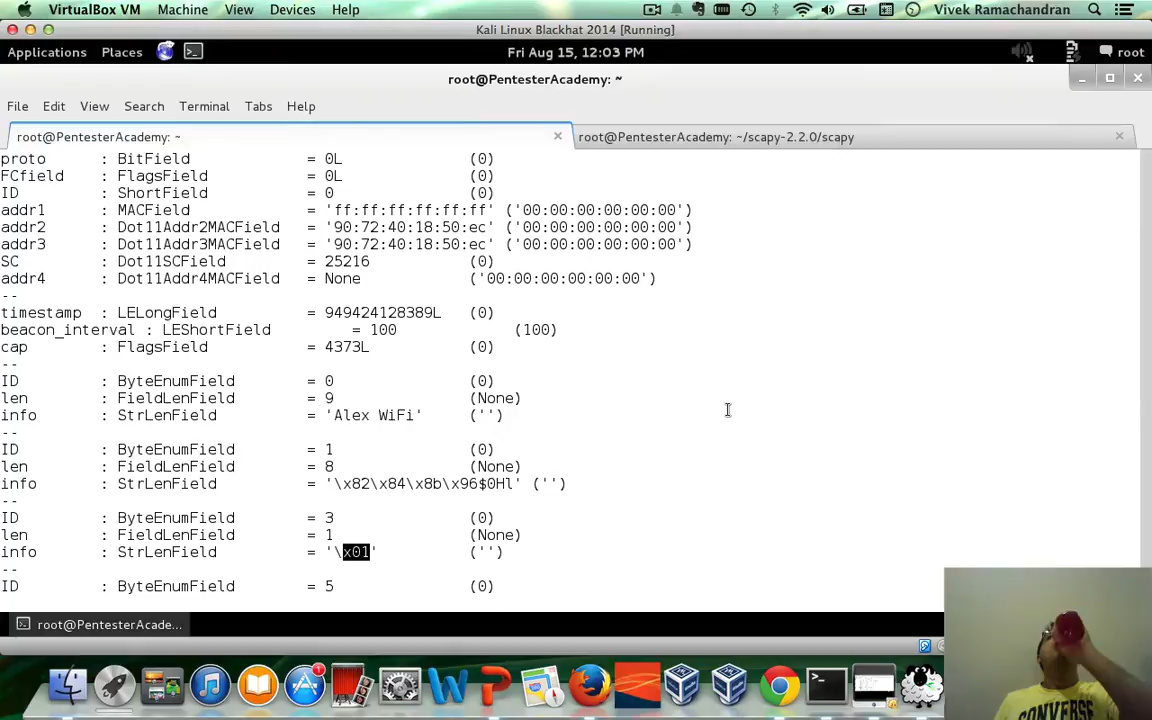 VirtualBox VM Machine View Devices Help Vivek Ramachandran
Kali Linux Blackhat 2014 [Running]
Applications Places Fri Aug 15, 12:03 PM root
root@PentesterAcademy: ~
File Edit View Search Terminal Tabs Help
root@PentesterAcademy: ~ root@PentesterAcademy: ~/scapy-2.2.0/scapy
proto : BitField = 0L (0)
FCfield : FlagsField = 0L (0)
ID : ShortField = 0 (0)
addr1 : MACField = 'ff:ff:ff:ff:ff:ff' ('00:00:00:00:00:00')
addr2 : Dot11Addr2MACField = '90:72:40:18:50:ec' ('00:00:00:00:00:00')
addr3 : Dot11Addr3MACField = '90:72:40:18:50:ec' ('00:00:00:00:00:00')
SC : Dot11SCField = 25216 (0)
addr4 : Dot11Addr4MACField = None ('00:00:00:00:00:00')
--
timestamp : LELongField = 949424128389L (0)
beacon_interval : LEShortField = 100 (100)
cap : FlagsField = 4373L (0)
--
ID : ByteEnumField = 0 (0)
len : FieldLenField = 9 (None)
info : StrLenField = 'Alex WiFi' ('')
--
ID : ByteEnumField = 1 (0)
len : FieldLenField = 8 (None)
info : StrLenField = '\x82\x84\x8b\x96$0Hl' ('')
--
ID : ByteEnumField = 3 (0)
len : FieldLenField = 1 (None)
info : StrLenField = '\x01' ('')
--
ID : ByteEnumField = 5 (0)
root@PentesterAcade...
CONVERSE